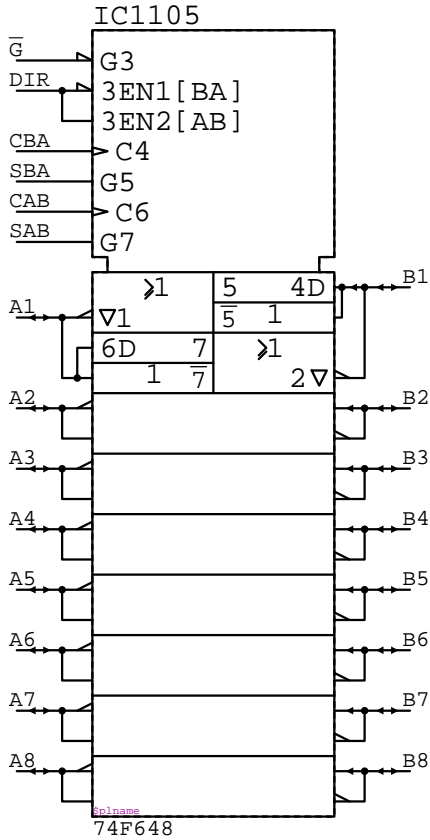 IC1105
G̅
G3
DIR
3EN1[BA]
3EN2[AB]
CBA
C4
SBA
G5
CAB
C6
SAB
G7
A1
≥1
5 4D
B1
▽1
5̅ 1
6D 7
≥1
1 7̅
2▽
A2
B2
A3
B3
A4
B4
A5
B5
A6
B6
A7
B7
A8
B8
$plname
74F648